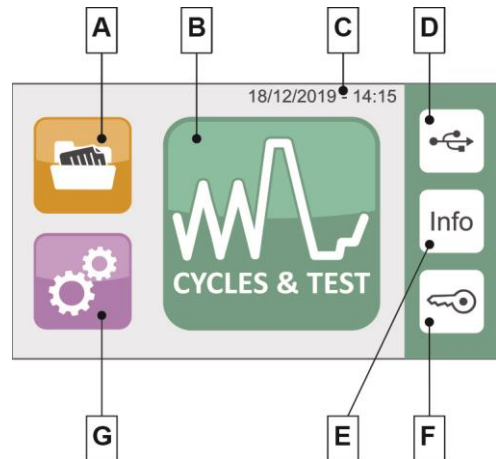 A B C D
18/12/2019 - 14:15
Info
CYCLES & TEST
G E F